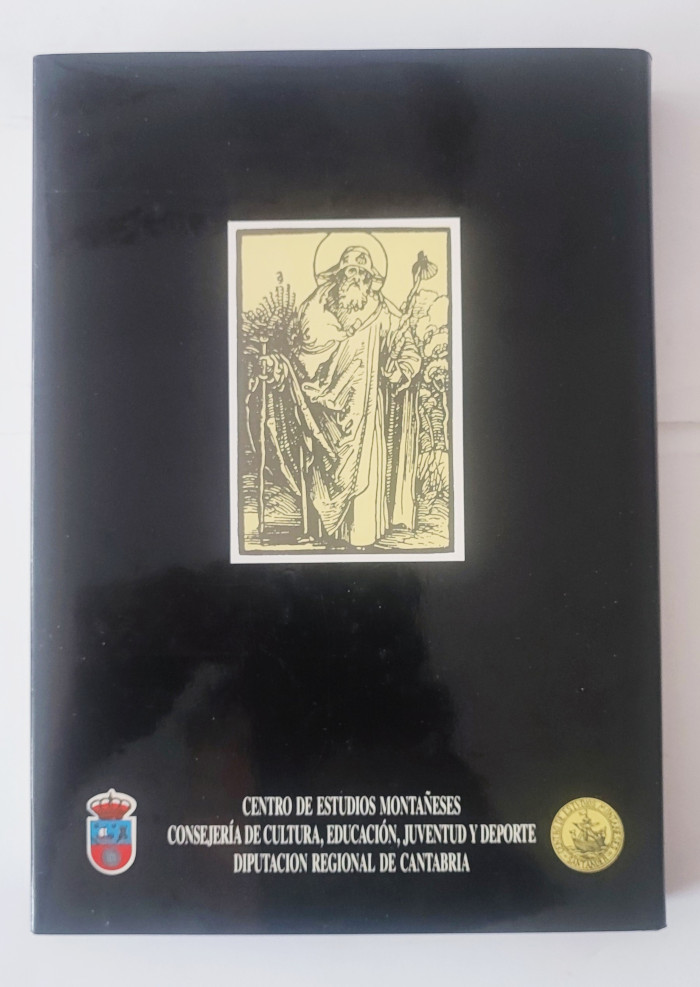 CENTRO DE ESTUDIOS MONTAÑESES
CONSEJERÍA DE CULTURA, EDUCACIÓN, JUVENTUD Y DEPORTE
DIPUTACION REGIONAL DE CANTABRIA